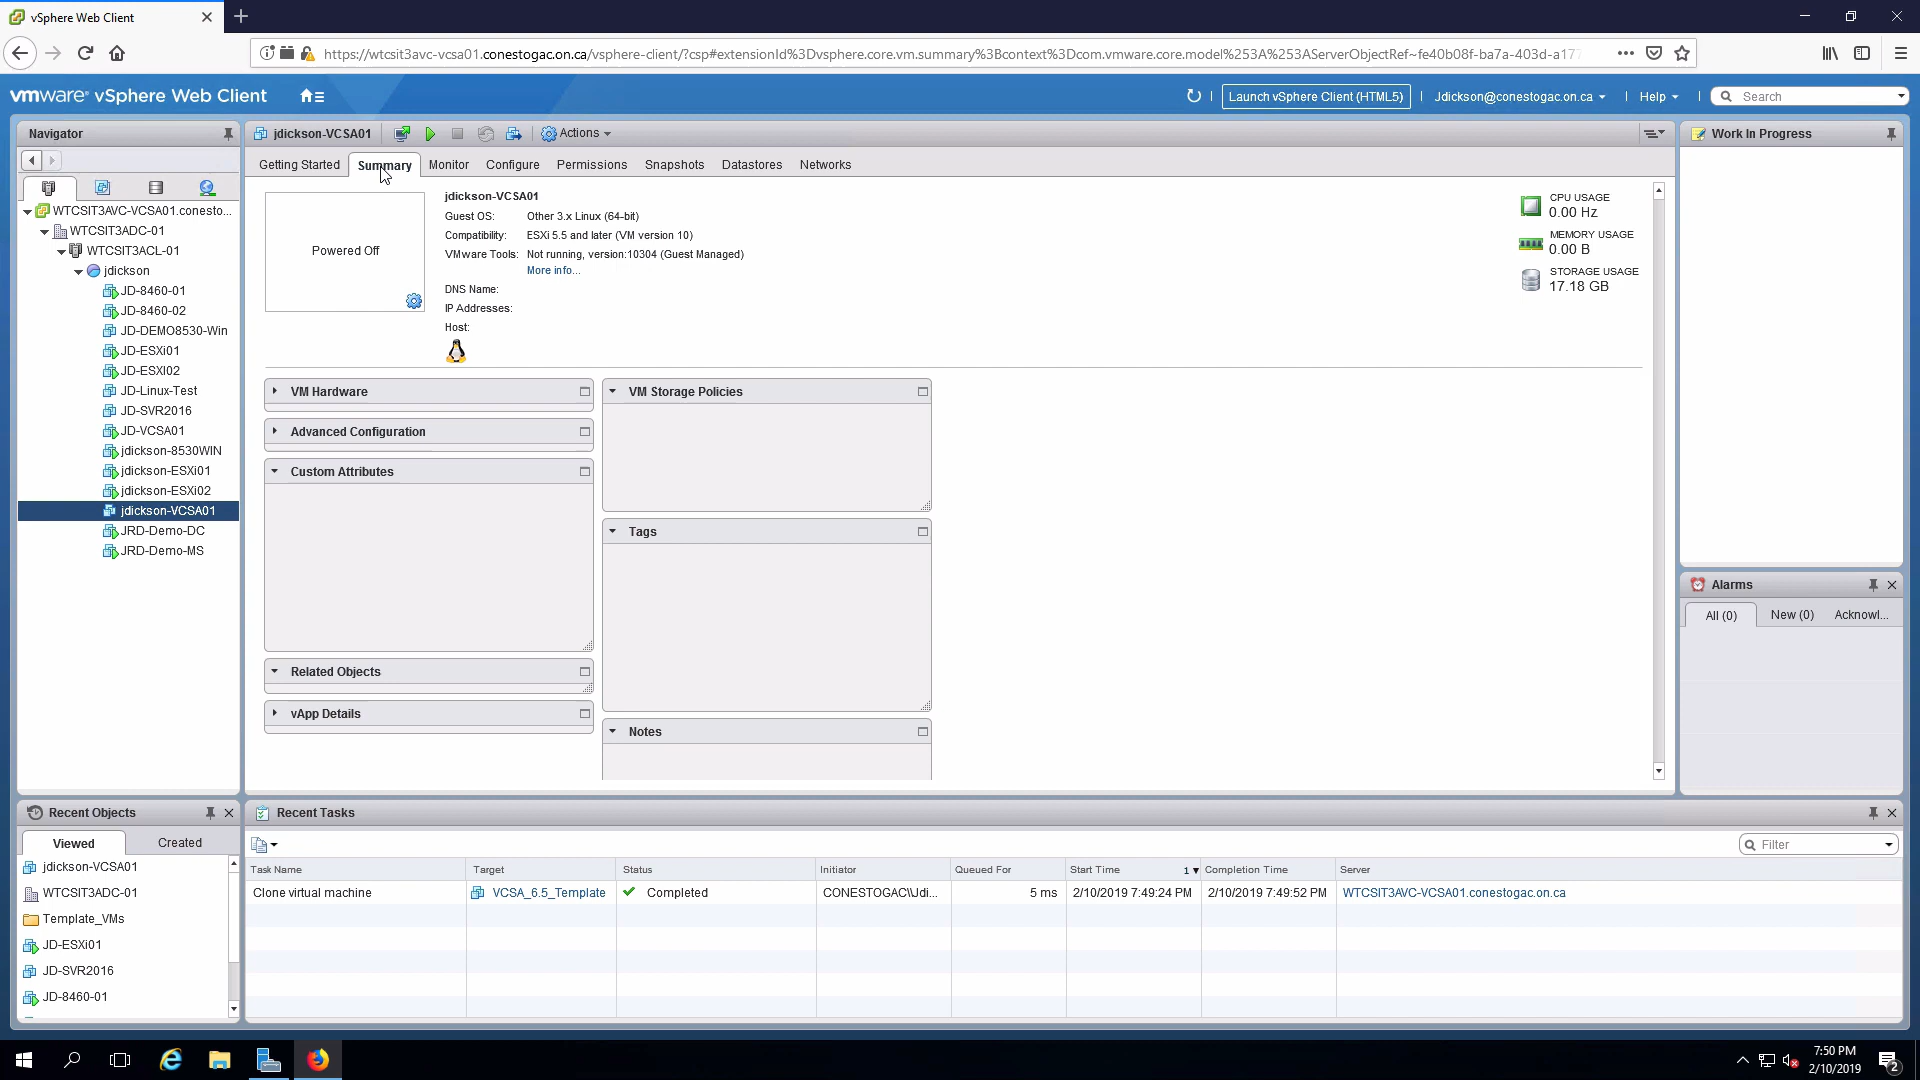 vSphere Web Client
https://wtcsit3avc-vcsa01.conestogac.on.ca/vsphere-client/?csp#extensionId%3Dvsphere.core.vm.summary%3Bcontext%3Dcom.vmware.core.model%253A%253AServerObjectRef~fe40b08f-ba7a-403d-a177
vmware® vSphere Web Client
Launch vSphere Client (HTML5)
Jdickson@conestogac.on.ca
Help
Search
Navigator
jdickson-VCSA01
Actions
Work In Progress
Getting Started
Summary
Monitor
Configure
Permissions
Snapshots
Datastores
Networks
WTCSIT3AVC-VCSA01.conesto...
WTCSIT3ADC-01
WTCSIT3ACL-01
jdickson
JD-8460-01
JD-8460-02
JD-DEMO8530-Win
JD-ESXi01
JD-ESXI02
JD-Linux-Test
JD-SVR2016
JD-VCSA01
jdickson-8530WIN
jdickson-ESXi01
jdickson-ESXi02
jdickson-VCSA01
JRD-Demo-DC
JRD-Demo-MS
Powered Off
jdickson-VCSA01
Guest OS: Other 3.x Linux (64-bit)
Compatibility: ESXi 5.5 and later (VM version 10)
VMware Tools: Not running, version:10304 (Guest Managed)
More info...
DNS Name:
IP Addresses:
Host:
CPU USAGE
0.00 Hz
MEMORY USAGE
0.00 B
STORAGE USAGE
17.18 GB
VM Hardware
Advanced Configuration
Custom Attributes
Related Objects
vApp Details
VM Storage Policies
Tags
Notes
Alarms
All (0)
New (0)
Acknowl...
Recent Objects
Viewed
Created
jdickson-VCSA01
WTCSIT3ADC-01
Template_VMs
JD-ESXi01
JD-SVR2016
JD-8460-01
Recent Tasks
Filter
Task Name Target Status Initiator Queued For Start Time 1 Completion Time Server
Clone virtual machine VCSA_6.5_Template Completed CONESTOGAC\Jdi... 5 ms 2/10/2019 7:49:24 PM 2/10/2019 7:49:52 PM WTCSIT3AVC-VCSA01.conestogac.on.ca
7:50 PM
2/10/2019
2